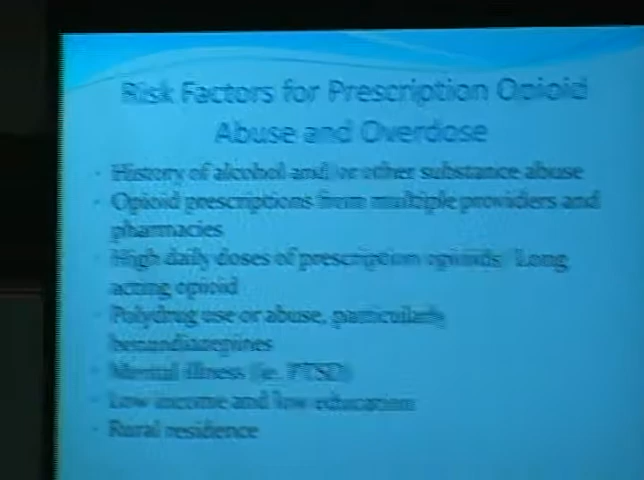 Risk Factors for Prescription Opioid
Abuse and Overdose
• History of alcohol and/or other substance abuse
• Opioid prescriptions from multiple providers and
pharmacies
• High daily doses of prescription opioids/ Long
acting opioid
• Polydrug use or abuse, particularly
• Mental illness (ie. PTSD)
• Low income and low education
• Rural residence